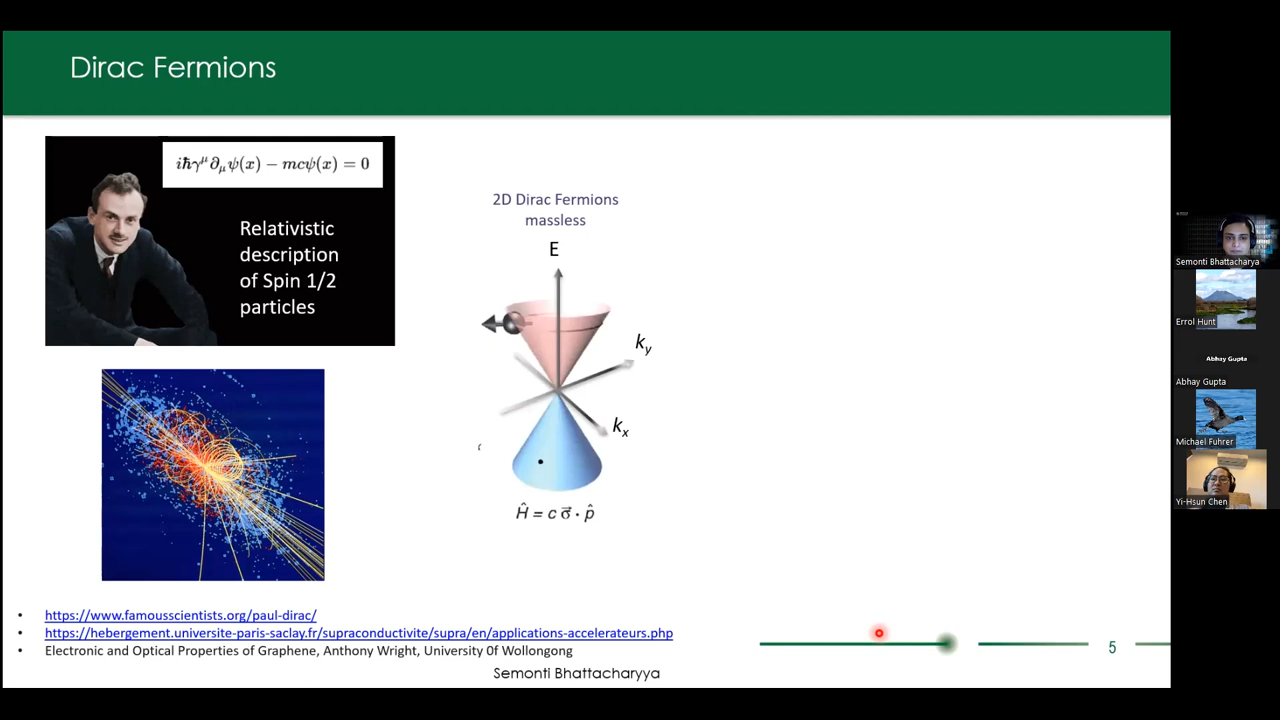 Dirac Fermions
iħγ^μ ∂_μ ψ(x) − mcψ(x) = 0
Relativistic
description
of Spin 1/2
particles
2D Dirac Fermions
massless
E
k_y
k_x
Ĥ = c σ⃗ · p̂
• https://www.famousscientists.org/paul-dirac/
• https://hebergement.universite-paris-saclay.fr/supraconductivite/supra/en/applications-accelerateurs.php
• Electronic and Optical Properties of Graphene, Anthony Wright, University 0f Wollongong
Semonti Bhattacharyya
5
Semonti Bhattacharya
Errol Hunt
Abhay Gupta
Abhay Gupta
Michael Fuhrer
Yi-Hsun Chen